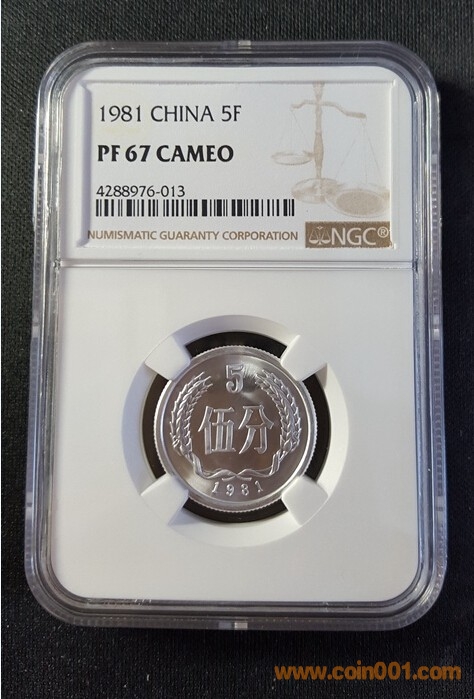 1981 CHINA 5F
PF 67 CAMEO
4288976-013
NUMISMATIC GUARANTY CORPORATION
NGC®
5
伍分
1981
www.coin001.com